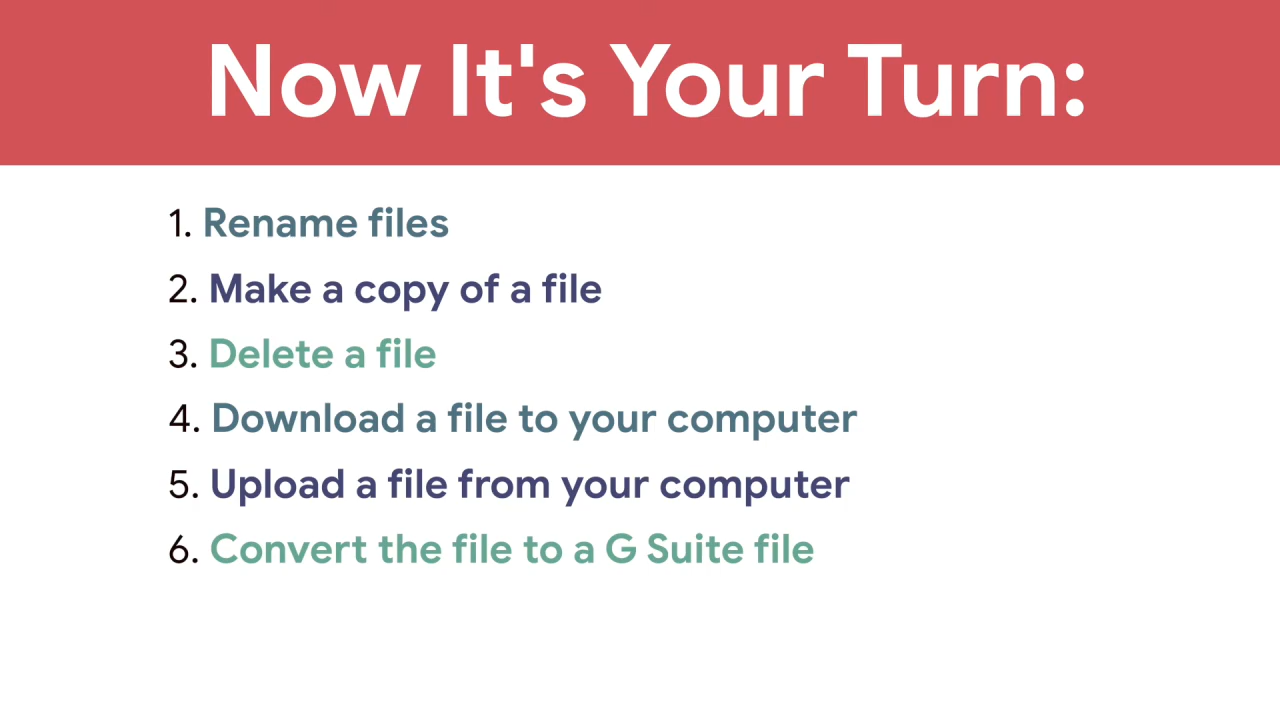 Now It's Your Turn:
1. Rename files
2. Make a copy of a file
3. Delete a file
4. Download a file to your computer
5. Upload a file from your computer
6. Convert the file to a G Suite file